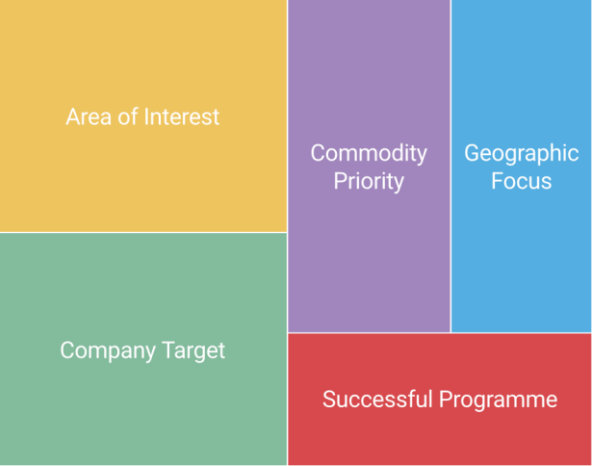 Area of Interest
Commodity
Priority
Geographic
Focus
Company Target
Successful Programme